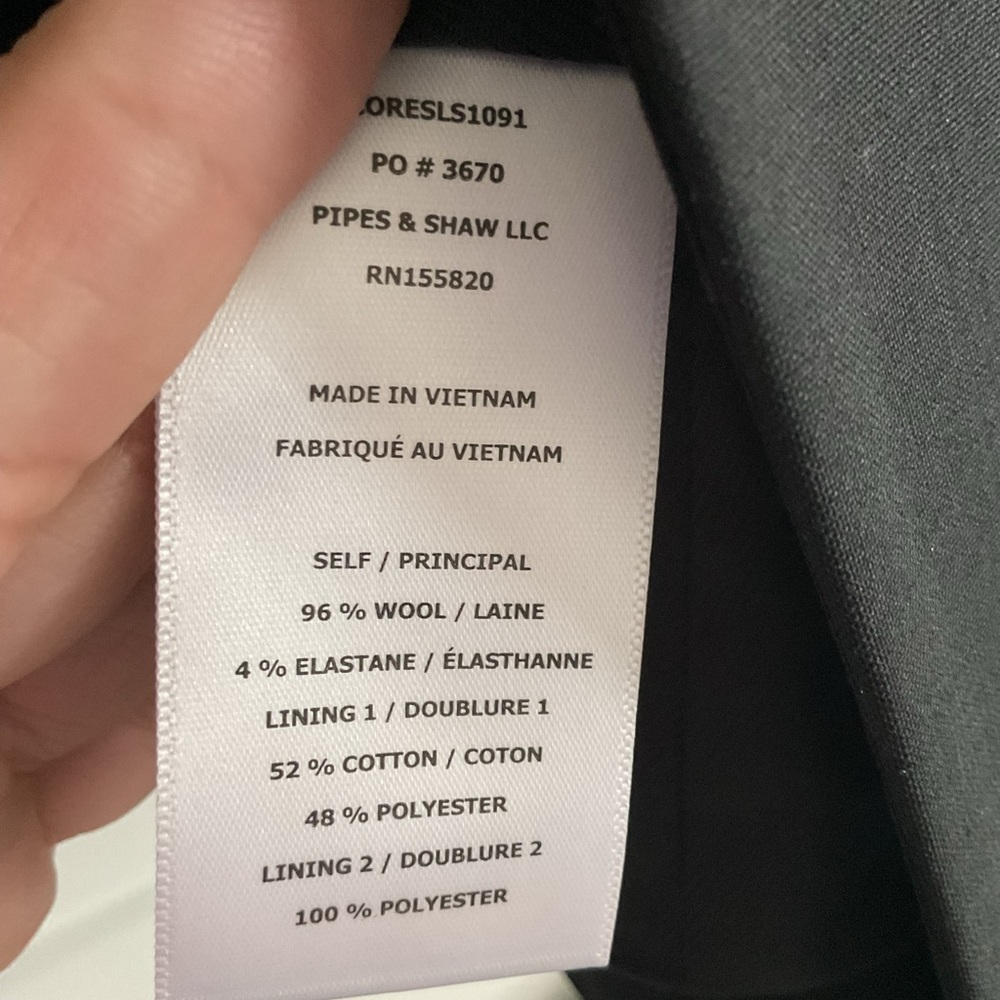 ORESLS1091
PO # 3670
PIPES & SHAW LLC
RN155820
MADE IN VIETNAM
FABRIQUÉ AU VIETNAM
SELF / PRINCIPAL
96 % WOOL / LAINE
4 % ELASTANE / ÉLASTHANNE
LINING 1 / DOUBLURE 1
52 % COTTON / COTON
48 % POLYESTER
LINING 2 / DOUBLURE 2
100 % POLYESTER